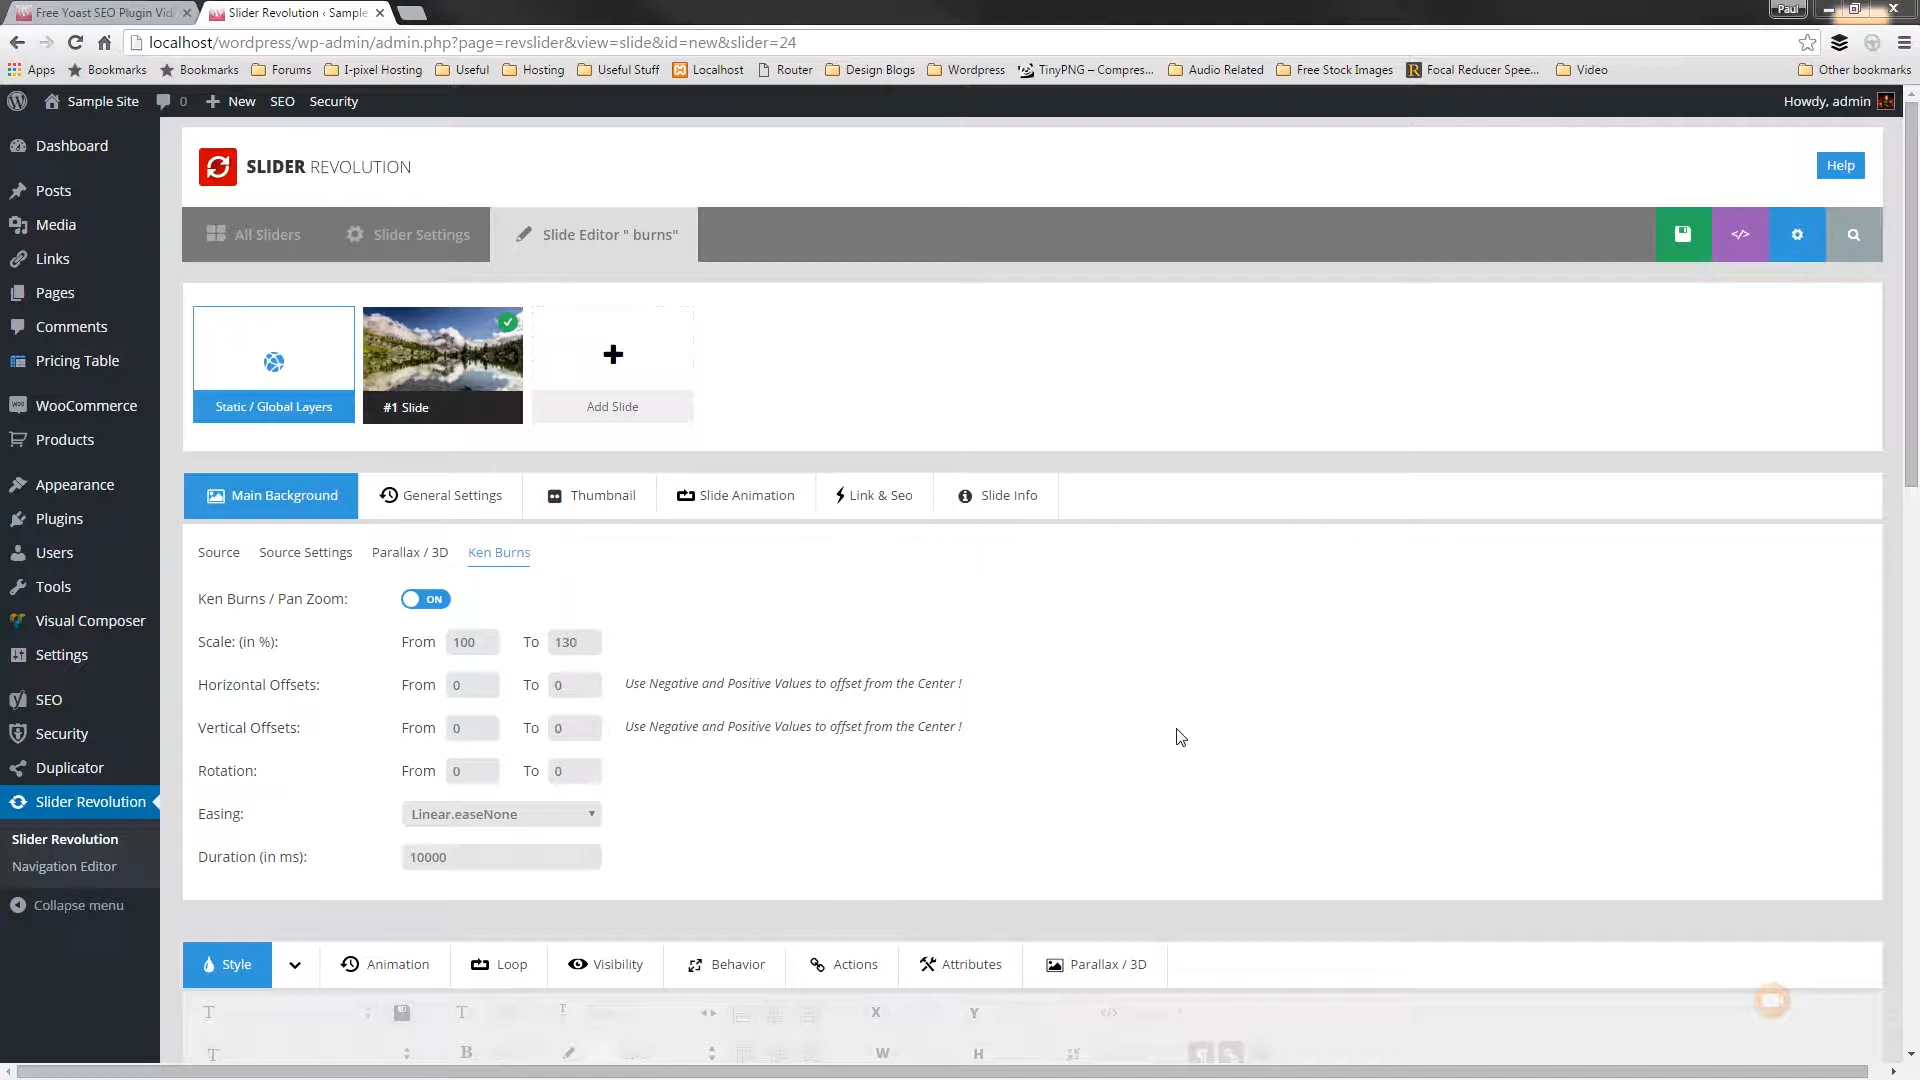 Free Yoast SEO Plugin Vid
Slider Revolution ‹ Sample
Paul
localhost/wordpress/wp-admin/admin.php?page=revslider&view=slide&id=new&slider=24
Apps Bookmarks Bookmarks Forums I-pixel Hosting Useful Hosting Useful Stuff Localhost Router Design Blogs Wordpress TinyPNG – Compres... Audio Related Free Stock Images Focal Reducer Spee... Video Other bookmarks
Sample Site 0 New SEO Security Howdy, admin
Dashboard
Posts
Media
Links
Pages
Comments
Pricing Table
WooCommerce
Products
Appearance
Plugins
Users
Tools
Visual Composer
Settings
SEO
Security
Duplicator
Slider Revolution
Slider Revolution
Navigation Editor
Collapse menu
SLIDER REVOLUTION
Help
All Sliders Slider Settings Slide Editor " burns"
Static / Global Layers #1 Slide Add Slide
Main Background General Settings Thumbnail Slide Animation Link & Seo Slide Info
Source Source Settings Parallax / 3D Ken Burns
Ken Burns / Pan Zoom: ON
Scale: (in %): From 100 To 130
Horizontal Offsets: From 0 To 0 Use Negative and Positive Values to offset from the Center !
Vertical Offsets: From 0 To 0 Use Negative and Positive Values to offset from the Center !
Rotation: From 0 To 0
Easing: Linear.easeNone
Duration (in ms): 10000
Style Animation Loop Visibility Behavior Actions Attributes Parallax / 3D
T T T X Y </>
T B W H